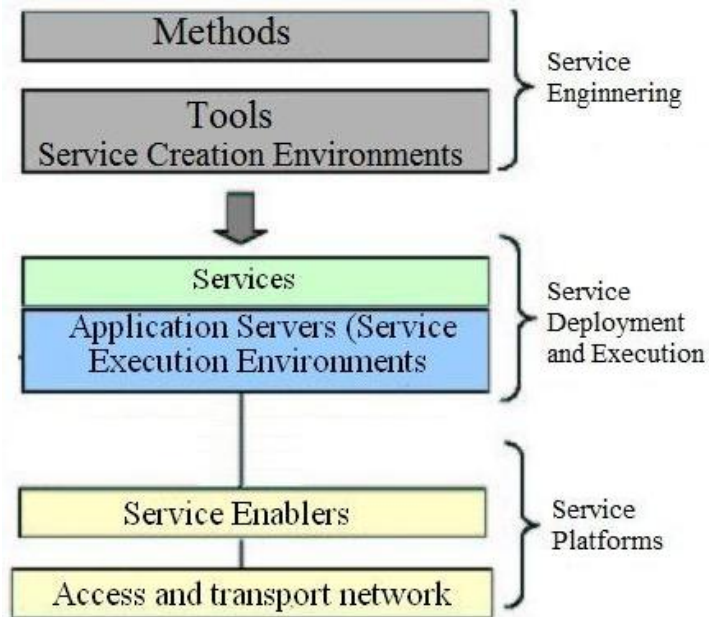 Methods
Tools
Service Creation Environments
Service
Enginnering
Services
Application Servers (Service
Execution Environments
Service
Deployment
and Execution
Service Enablers
Access and transport network
Service
Platforms